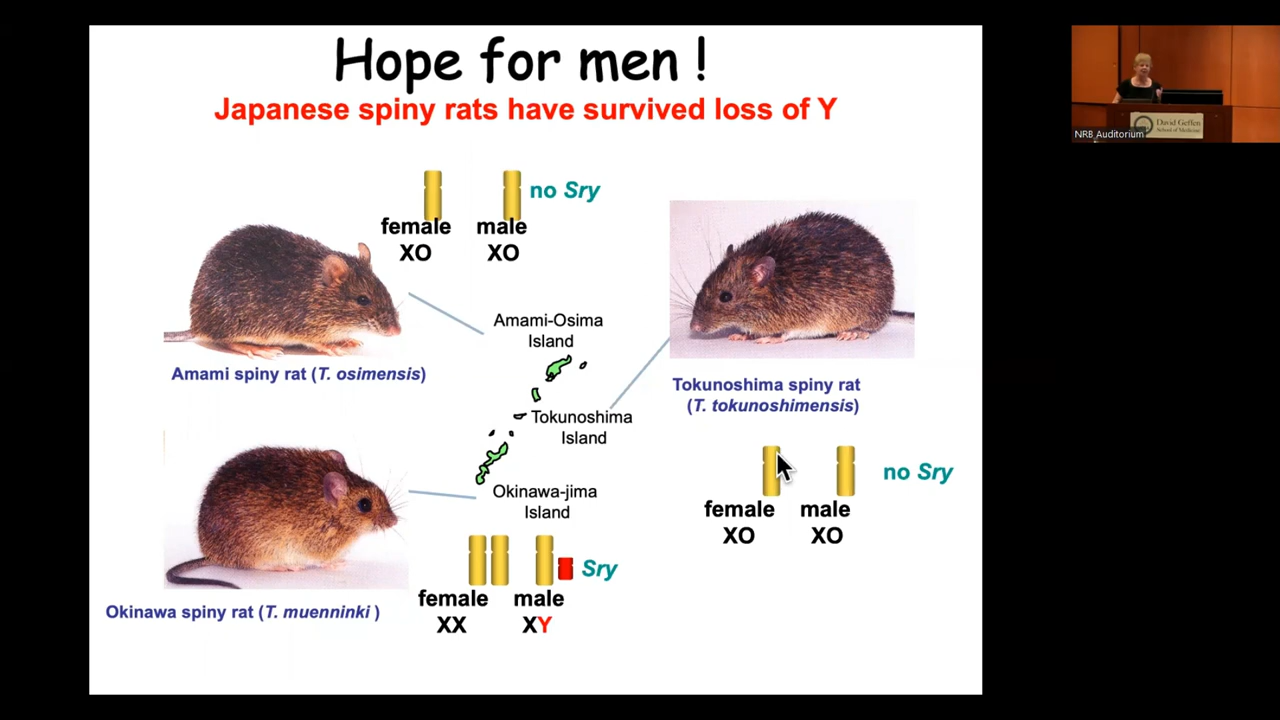 Hope for men !
Japanese spiny rats have survived loss of Y
no Sry
female male
XO XO
Amami spiny rat (T. osimensis)
Amami-Osima
Island
Tokunoshima
Island
Okinawa-jima
Island
Tokunoshima spiny rat
(T. tokunoshimensis)
no Sry
female male
XO XO
Okinawa spiny rat (T. muenninki )
Sry
female male
XX XY
David Geffen
School of Medicine
NRB Auditorium